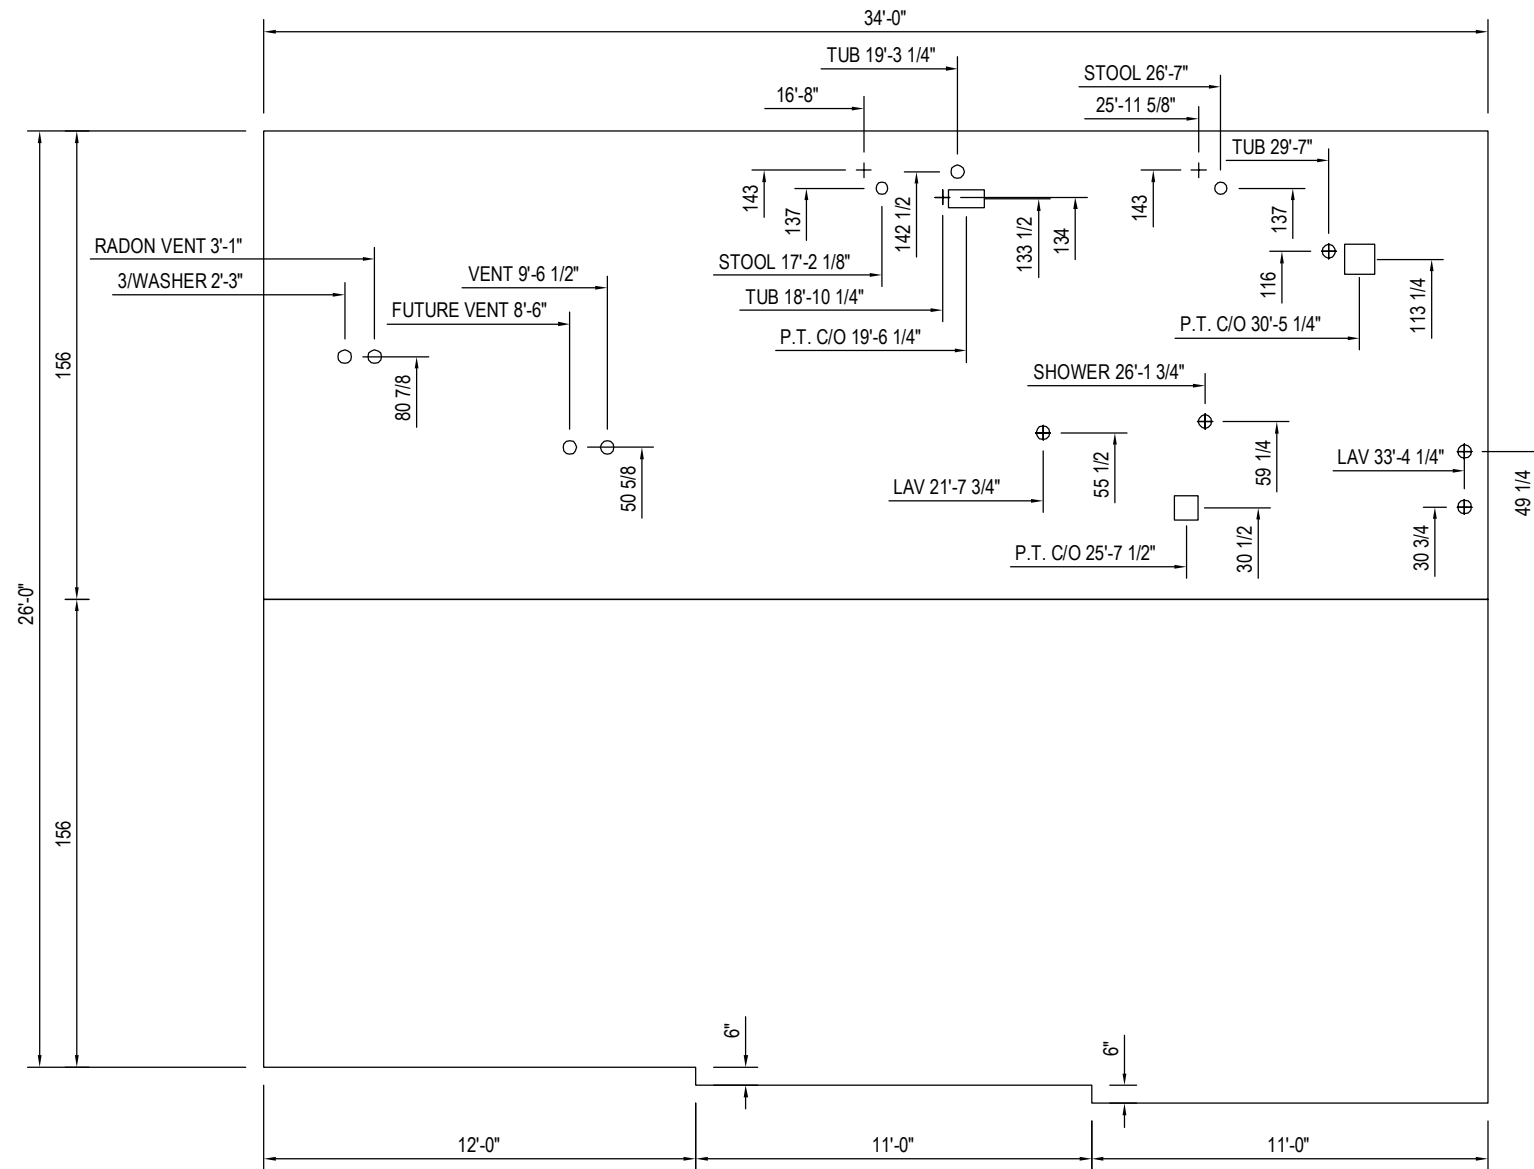 34'-0"
TUB 19'-3 1/4"
STOOL 26'-7"
16'-8"
25'-11 5/8"
TUB 29'-7"
143
137
142 1/2
133 1/2
134
143
137
116
113 1/4
RADON VENT 3'-1"
3/WASHER 2'-3"
VENT 9'-6 1/2"
FUTURE VENT 8'-6"
STOOL 17'-2 1/8"
TUB 18'-10 1/4"
P.T. C/O 19'-6 1/4"
P.T. C/O 30'-5 1/4"
156
80 7/8
SHOWER 26'-1 3/4"
50 5/8
LAV 21'-7 3/4"
55 1/2
59 1/4
LAV 33'-4 1/4"
49 1/4
P.T. C/O 25'-7 1/2"
30 1/2
30 3/4
26'-0"
156
6"
6"
12'-0"
11'-0"
11'-0"